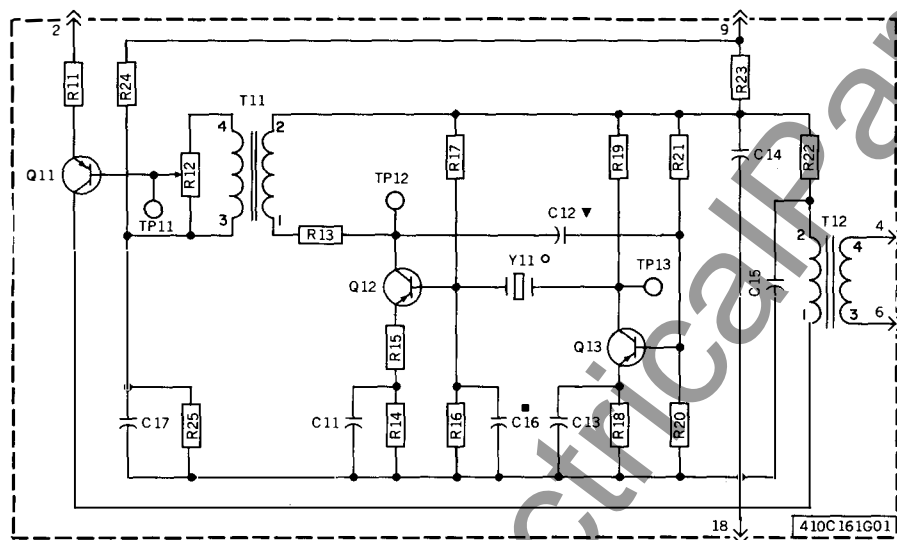 2
9
R11
R24
R23
T11
4
2
R17
R19
R21
C14
R22
Q11
R12
TP12
TP11
3
1
R13
C12 ▼
T12
2
4
4
Y11 ○
TP13
C15
Q12
1
3
6
R15
Q13
C17
R25
C11
R14
R16
C16 ■
C13
R18
R20
18
410C161G01
ctricalPar